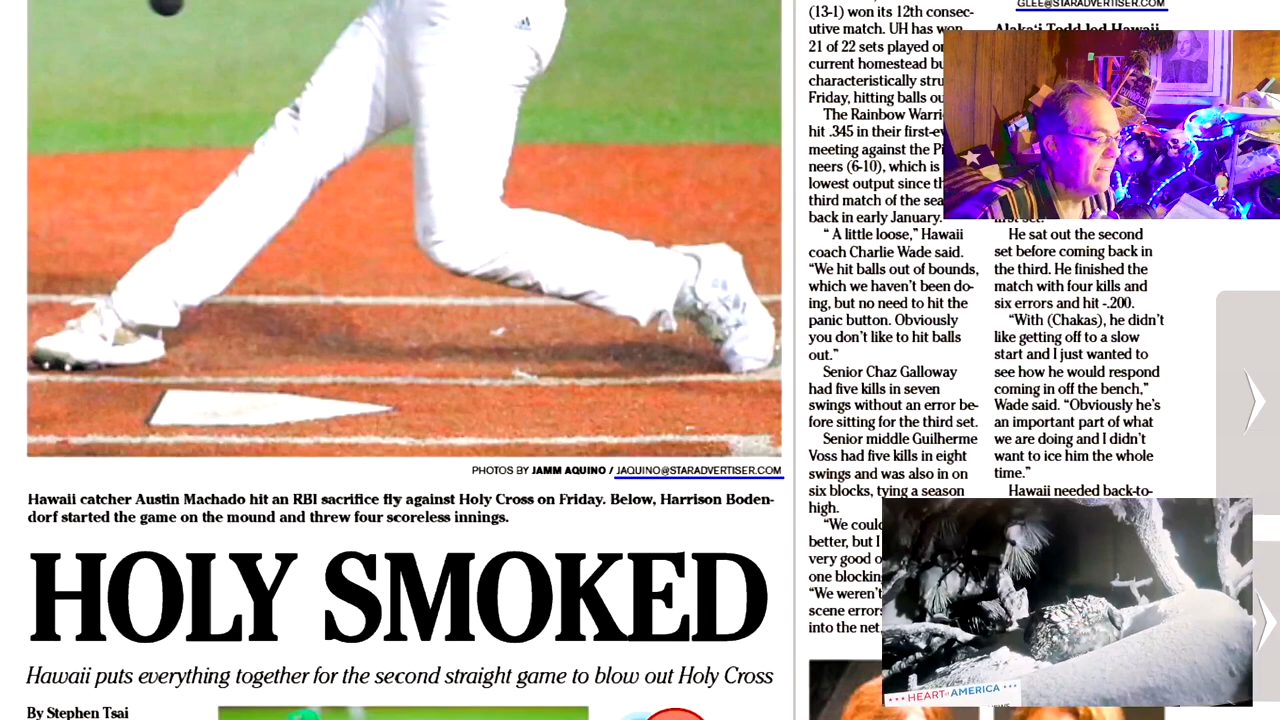 PHOTOS BY JAMM AQUINO / JAQUINO@STARADVERTISER.COM
Hawaii catcher Austin Machado hit an RBI sacrifice fly against Holy Cross on Friday. Below, Harrison Boden-
dorf started the game on the mound and threw four scoreless innings.
HOLY SMOKED
Hawaii puts everything together for the second straight game to blow out Holy Cross
By Stephen Tsai
(13-1) won its 12th consec-
utive match. UH has won
21 of 22 sets played on
current homestead bu
characteristically stru
Friday, hitting balls ou
The Rainbow Warri
hit .345 in their first-ev
meeting against the Pi
neers (6-10), which is
lowest output since th
third match of the sea
back in early January.
“ A little loose,” Hawaii
coach Charlie Wade said.
“We hit balls out of bounds,
which we haven’t been do-
ing, but no need to hit the
panic button. Obviously
you don’t like to hit balls
out.”
Senior Chaz Galloway
had five kills in seven
swings without an error be-
fore sitting for the third set.
Senior middle Guilherme
Voss had five kills in eight
swings and was also in on
six blocks, tying a season
high.
“We could
better, but I
very good o
one blocking
“We weren’t
scene errors
into the net,
GLEE@STARADVERTISER.COM
Alaka‘i Todd led Hawaii
PUMPED
first set.
He sat out the second
set before coming back in
the third. He finished the
match with four kills and
six errors and hit -.200.
“With (Chakas), he didn’t
like getting off to a slow
start and I just wanted to
see how he would respond
coming in off the bench,”
Wade said. “Obviously he’s
an important part of what
we are doing and I didn’t
want to ice him the whole
time.”
Hawaii needed back-to-
HEART of AMERICA